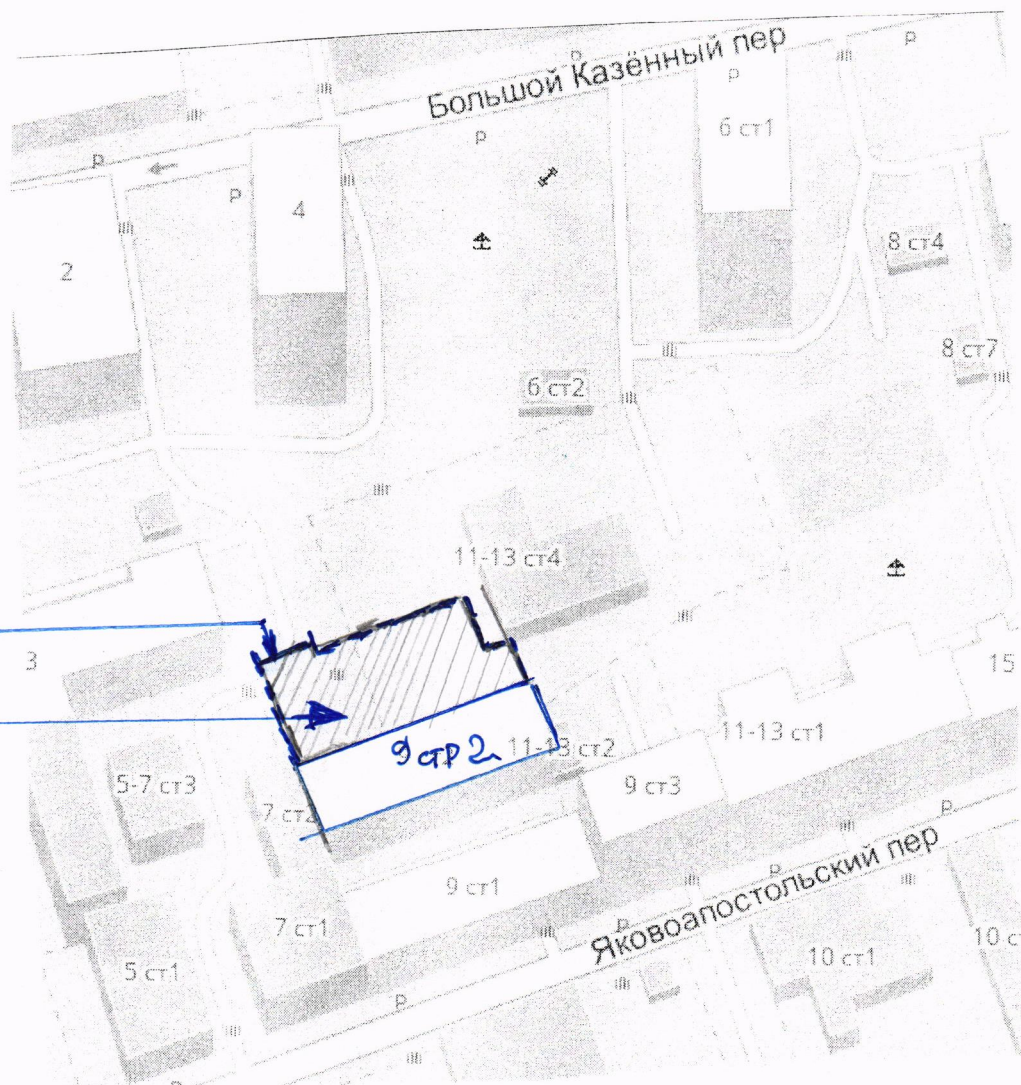 Большой Казённый пер
P
P
P
6 ст1
P
P
P
4
2
8 ст4
8 ст7
6 ст2
11-13 ст4
3
15
11-13 ст1
9 стр 2
11-13 ст2
5-7 ст3
7 ст2
9 ст3
P
9 ст1
P
Яковоапостольский пер
7 ст1
P
5 ст1
10 ст1
10 ст
P
P